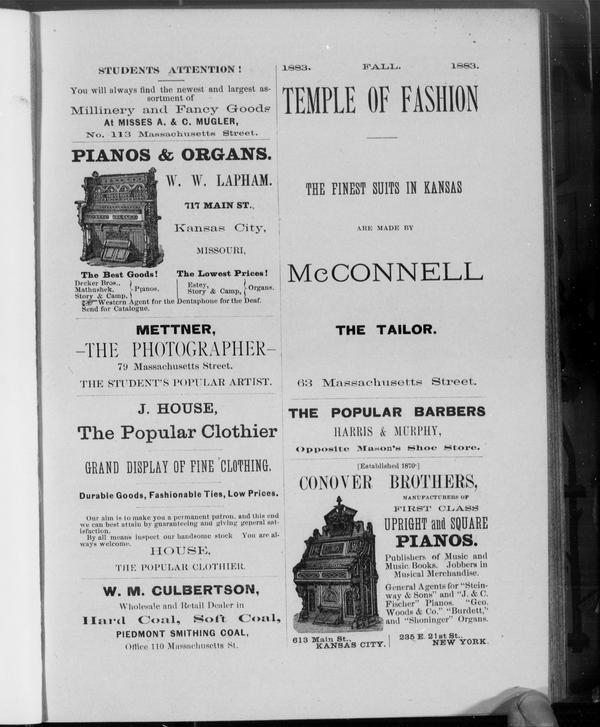 STUDENTS ATTENTION!
You will always find the newest and largest as-
sortment of
Millinery and Fancy Goods
At MISSES A. & C. MUGLER,
No. 113 Massachusetts Street.
PIANOS & ORGANS.
W. W. LAPHAM.
717 MAIN ST.,
Kansas City,
MISSOURI,
The Best Goods! The Lowest Prices!
Decker Bros.,
Mathushek, Pianos.
Story & Camp,
Estey,
Story & Camp, Organs.
Western Agent for the Dentaphone for the Deaf.
Send for Catalogue.
METTNER,
–THE PHOTOGRAPHER–
79 Massachusetts Street.
THE STUDENT'S POPULAR ARTIST.
J. HOUSE,
The Popular Clothier
GRAND DISPLAY OF FINE CLOTHING.
Durable Goods, Fashionable Ties, Low Prices.
Our aim is to make you a permanent patron, and this end
we can best attain by guaranteeing and giving general sat-
isfaction.
By all means inspect our handsome stock You are al-
ways welcome.
HOUSE,
THE POPULAR CLOTHIER.
W. M. CULBERTSON,
Wholesale and Retail Dealer in
Hard Coal, Soft Coal,
PIEDMONT SMITHING COAL,
Office 110 Massachusetts St.
1883. FALL. 1883.
TEMPLE OF FASHION
THE FINEST SUITS IN KANSAS
ARE MADE BY
McCONNELL
THE TAILOR.
63 Massachusetts Street.
THE POPULAR BARBERS
HARRIS & MURPHY,
Opposite Mason's Shoe Store.
[Established 1870·]
CONOVER BROTHERS,
MANUFACTURERS OF
FIRST CLASS
UPRIGHT and SQUARE
PIANOS.
Publishers of Music and
Music Books. Jobbers in
Musical Merchandise.
General Agents for "Stein-
way & Sons" and "J. & C.
Fischer" Pianos. "Geo.
Woods & Co." "Burdett,"
and "Shoninger" Organs.
613 Main St.,
KANSAS CITY.
235 E. 21st St.,
NEW YORK.